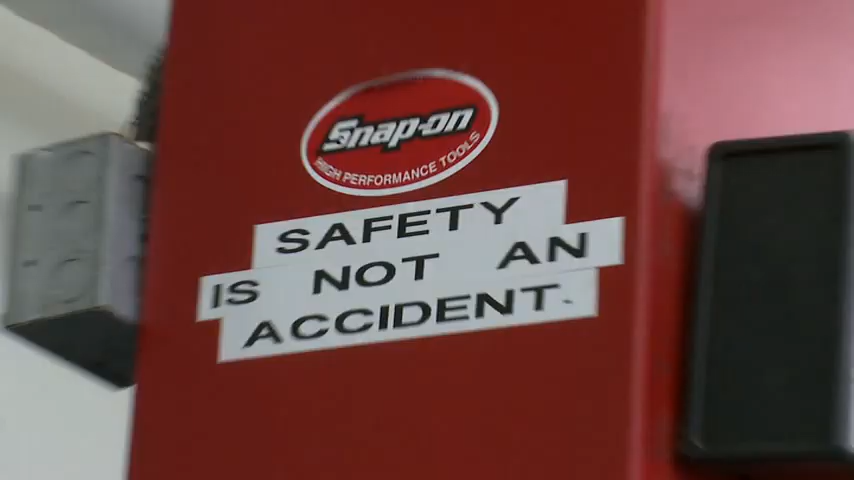 Snap-on
HIGH PERFORMANCE TOOLS
SAFETY
IS NOT AN
ACCIDENT.